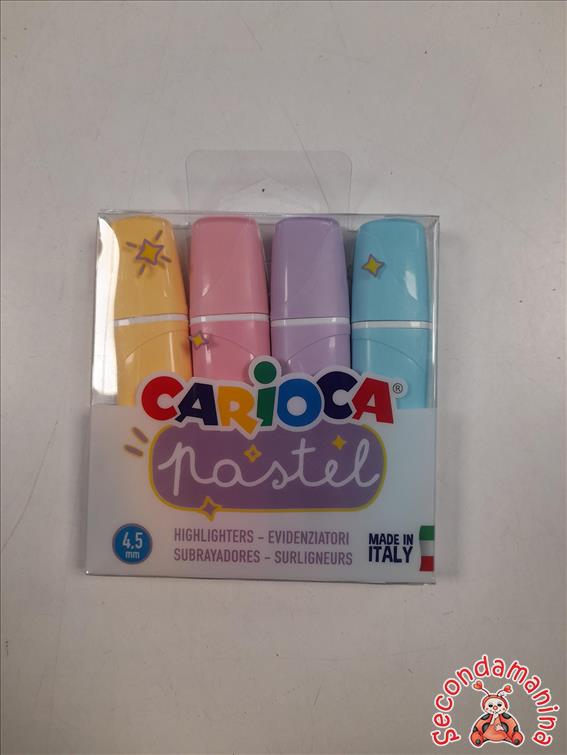 CARIOCA®
pastel
4,5
mm
HIGHLIGHTERS - EVIDENZIATORI
SUBRAYADORES - SURLIGNEURS
MADE IN
ITALY
Secondamanina